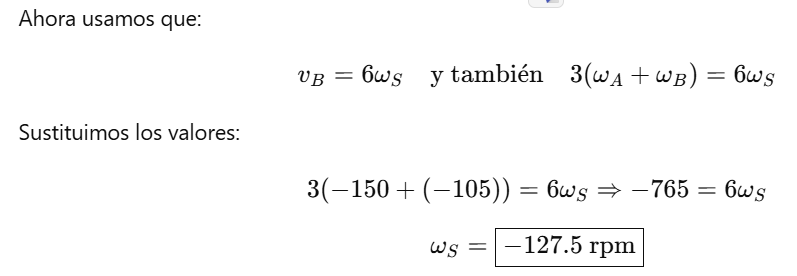 Ahora usamos que:
v_B = 6ω_S y también 3(ω_A + ω_B) = 6ω_S
Sustituimos los valores:
3(−150 + (−105)) = 6ω_S ⇒ −765 = 6ω_S
ω_S = −127.5 rpm